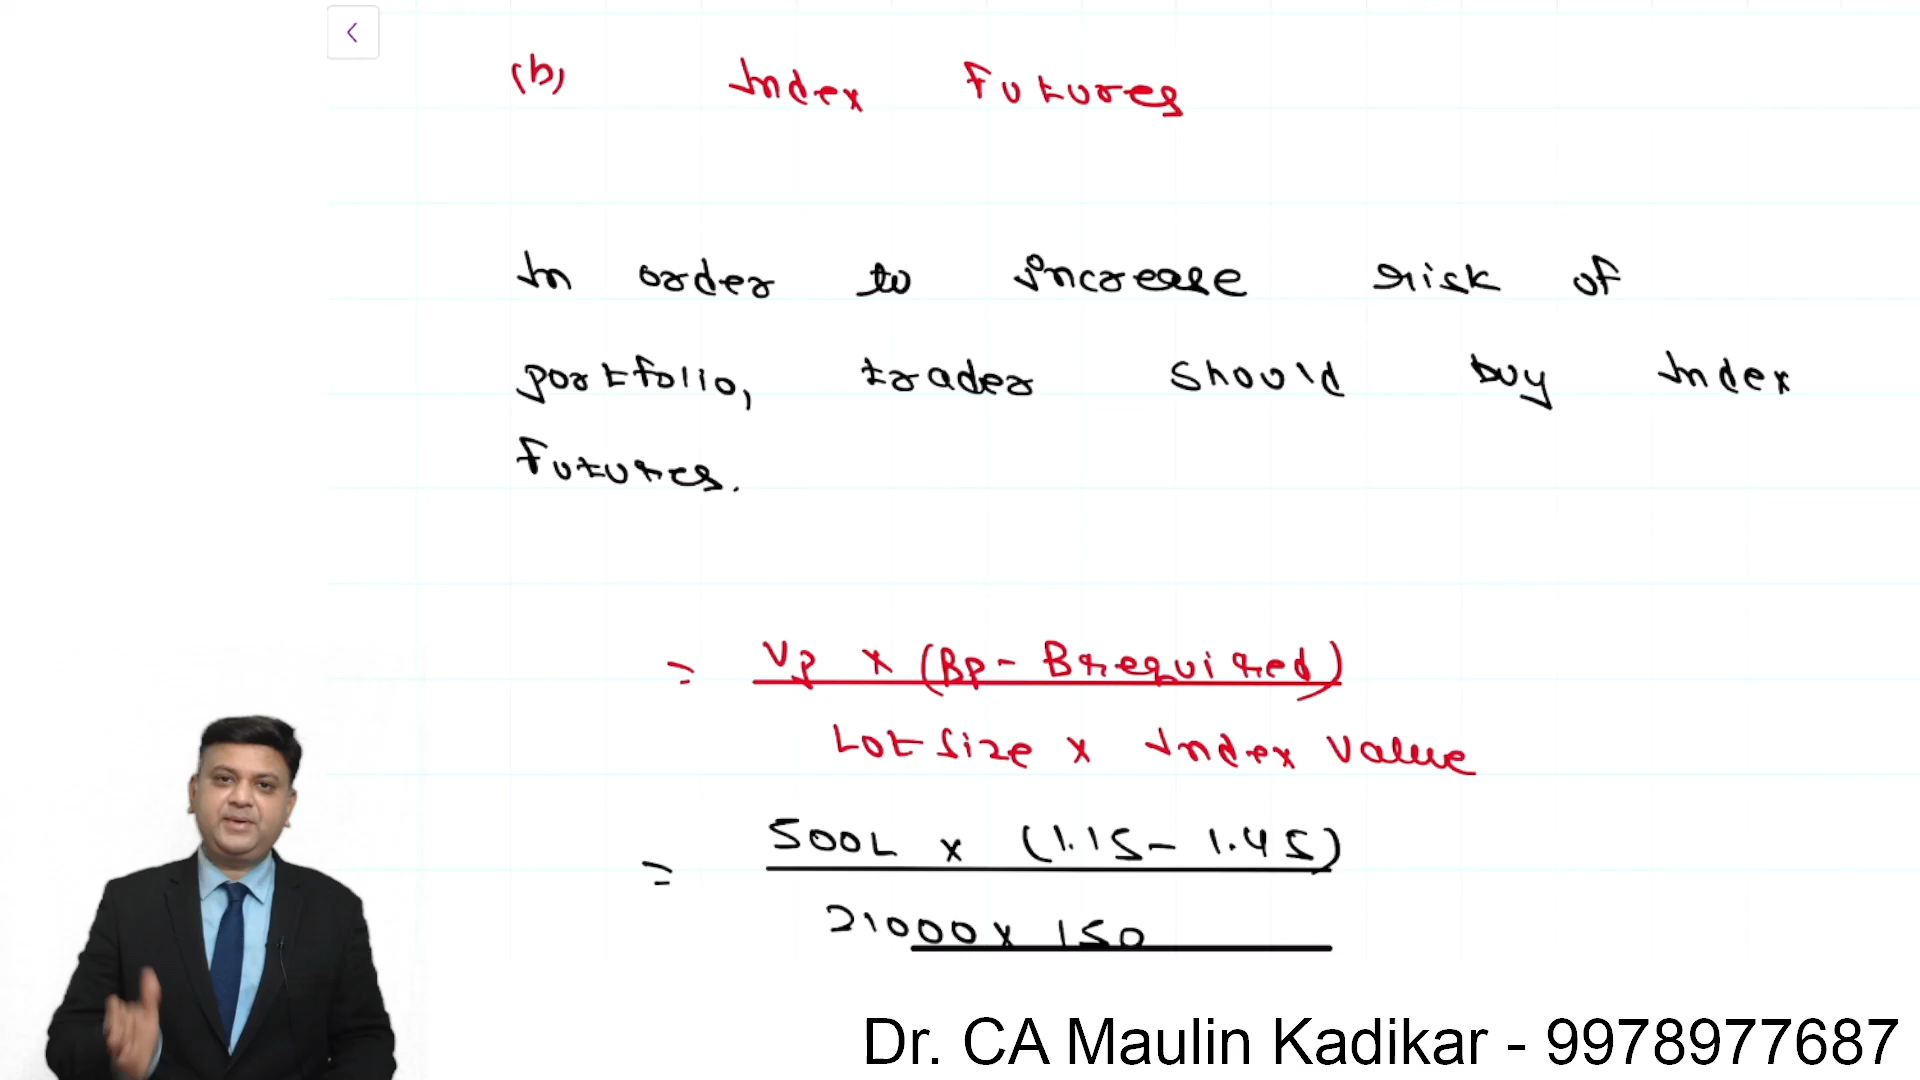 (b) Index Futures
In order to increase risk of
portfolio, trader should buy Index
Futures.
= Vp x (Bp - Brequired)
Lot size x Index Value
= 500L x (1.15 - 1.45)
21000 x 150
Dr. CA Maulin Kadikar - 9978977687